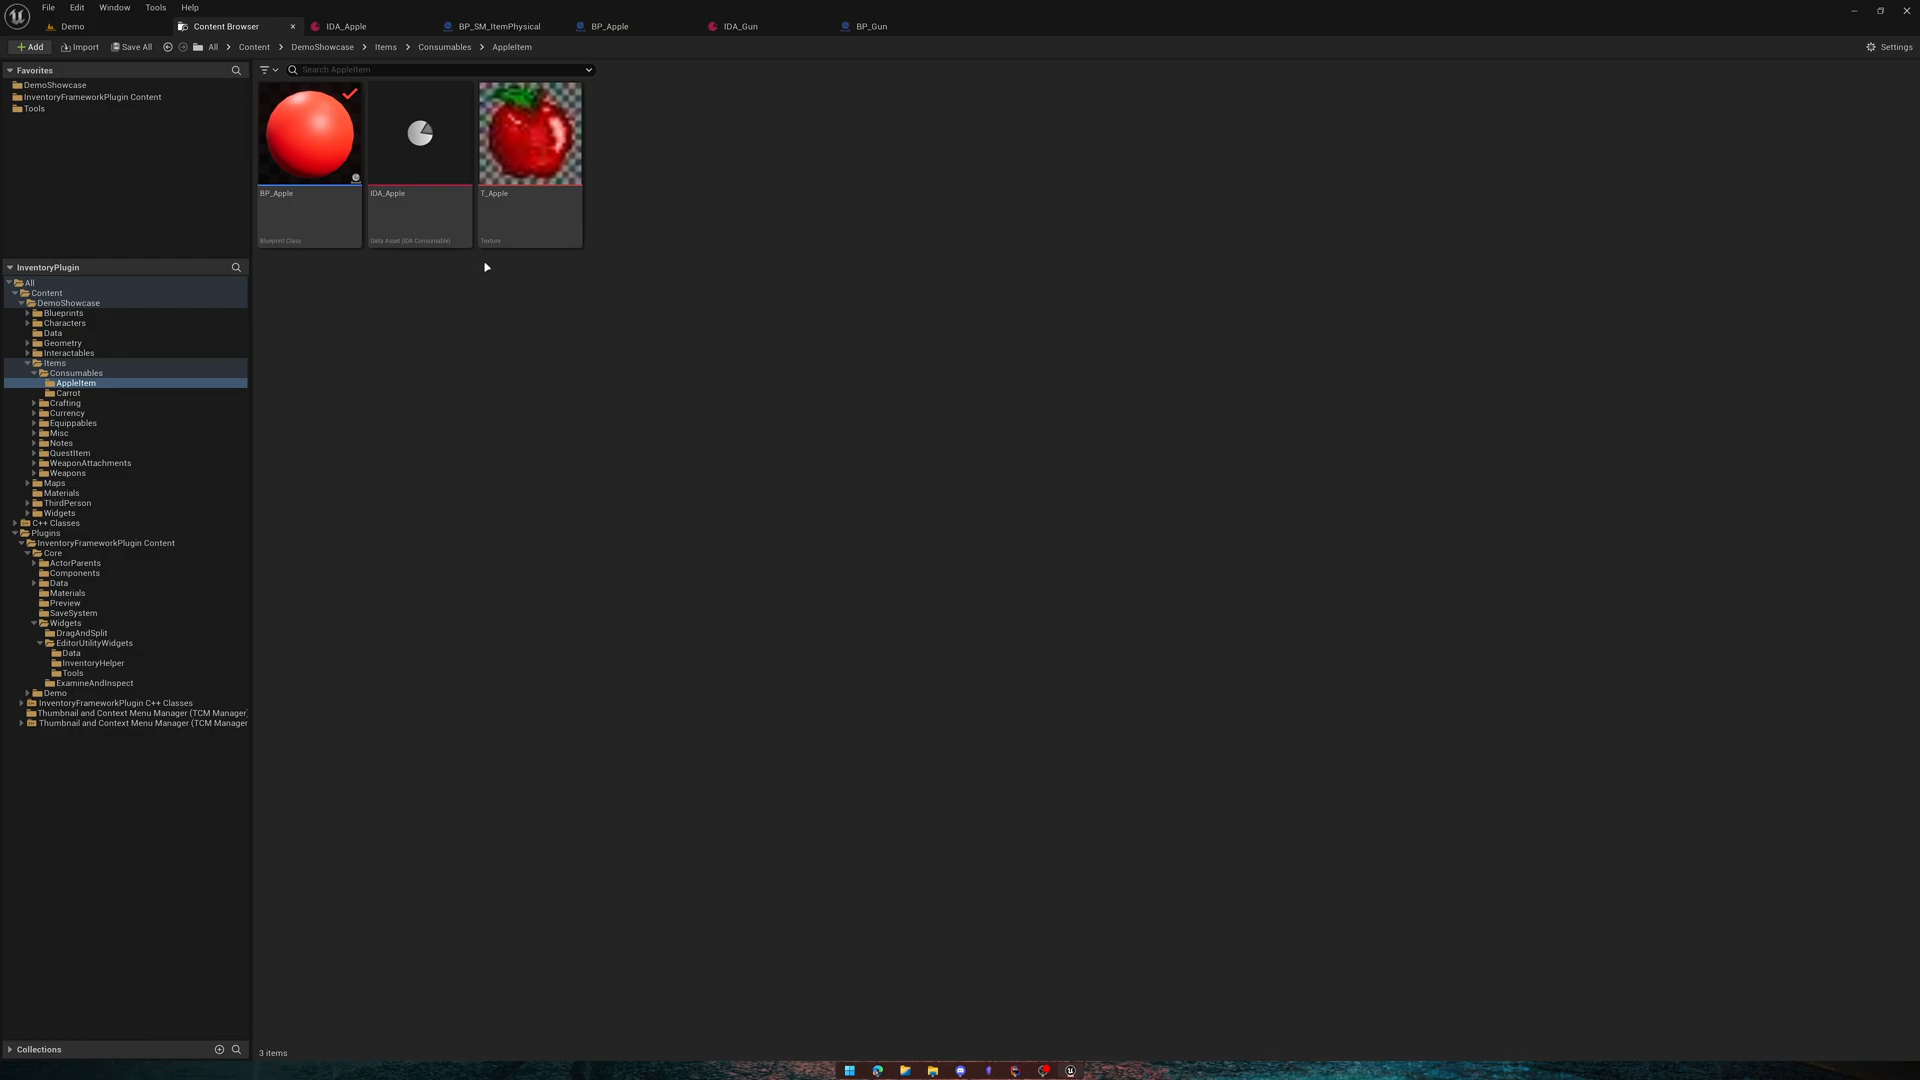 File Edit Window Tools Help
Demo Content Browser IDA_Apple BP_SM_ItemPhysical BP_Apple IDA_Gun BP_Gun
Add Import Save All All Content DemoShowcase Items Consumables AppleItem Settings
Favorites
DemoShowcase
InventoryFrameworkPlugin Content
Tools
Search AppleItem
BP_Apple
Blueprint Class
IDA_Apple
Data Asset (IDA Consumable)
T_Apple
Texture
InventoryPlugin
All
Content
DemoShowcase
Blueprints
Characters
Data
Geometry
Interactables
Items
Consumables
AppleItem
Carrot
Crafting
Currency
Equippables
Misc
Notes
QuestItem
WeaponAttachments
Weapons
Maps
Materials
ThirdPerson
Widgets
C++ Classes
Plugins
InventoryFrameworkPlugin Content
Core
ActorParents
Components
Data
Materials
Preview
SaveSystem
Widgets
DragAndSplit
EditorUtilityWidgets
Data
InventoryHelper
Tools
ExamineAndInspect
Demo
InventoryFrameworkPlugin C++ Classes
Thumbnail and Context Menu Manager (TCM Manager)
Thumbnail and Context Menu Manager (TCM Manager
Collections
3 items